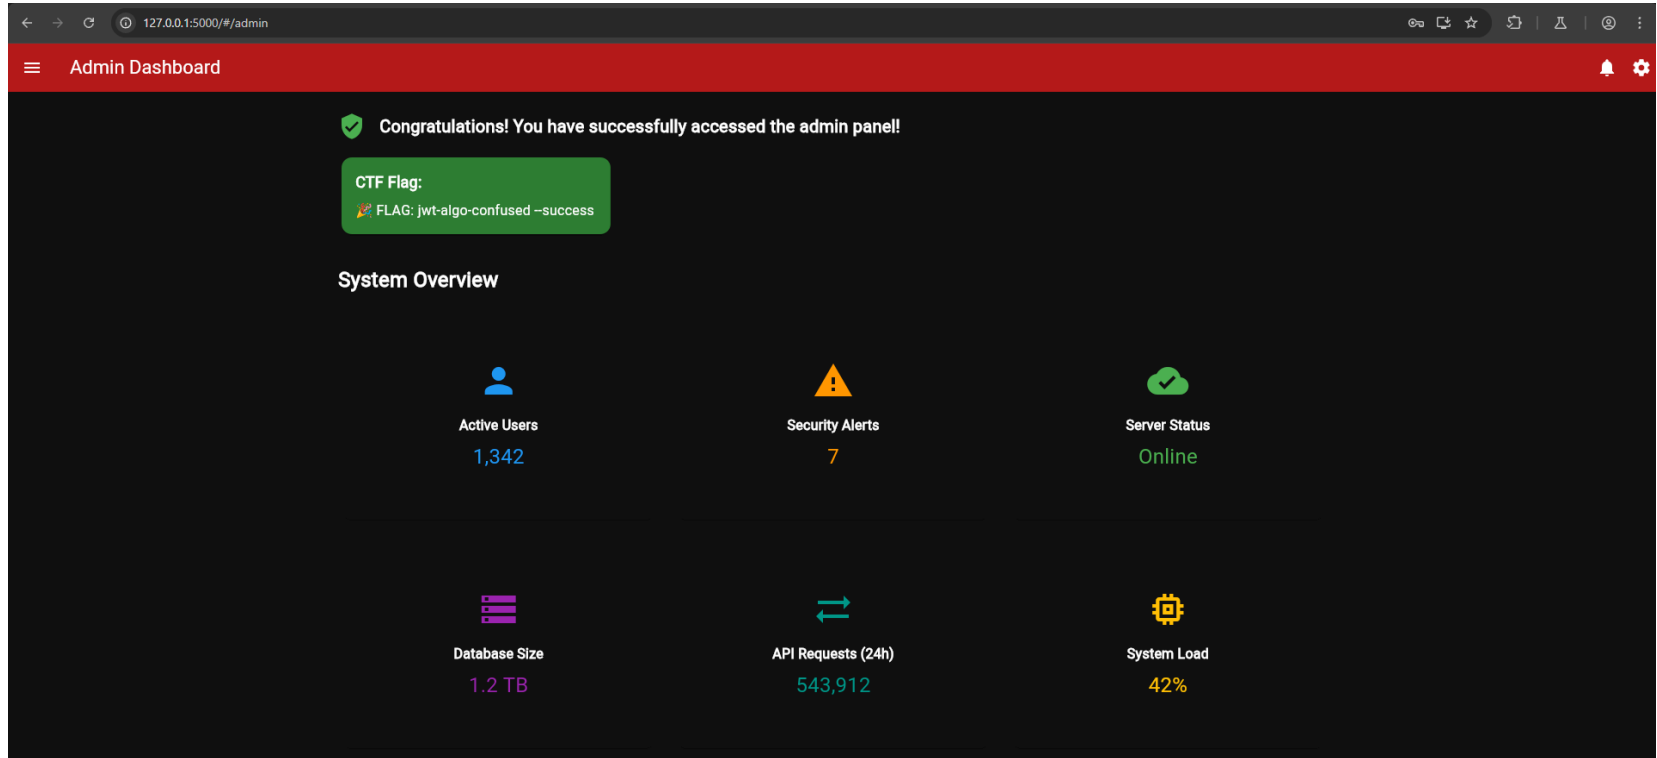 127.0.0.1:5000/#/admin
Admin Dashboard
Congratulations! You have successfully accessed the admin panel!
CTF Flag:
🎉 FLAG: jwt-algo-confused –success
System Overview
Active Users
1,342
Security Alerts
7
Server Status
Online
Database Size
1.2 TB
API Requests (24h)
543,912
System Load
42%